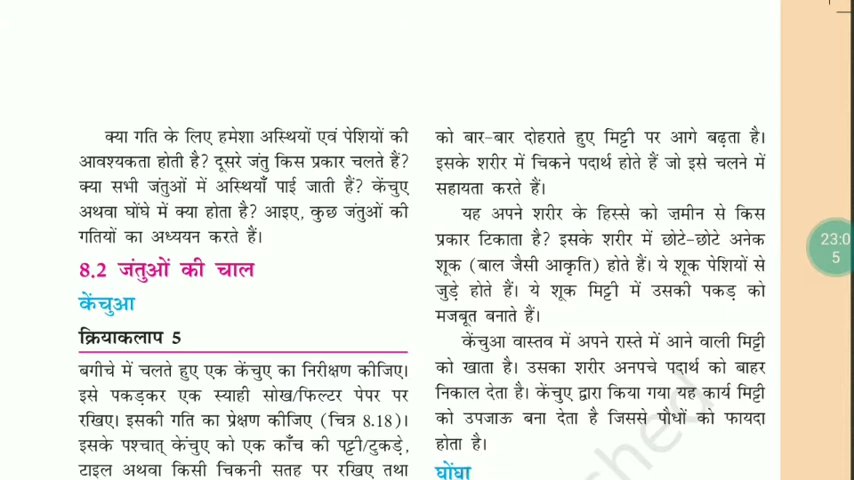 क्या गति के लिए हमेशा अस्थियों एवं पेशियों की
आवश्यकता होती है? दूसरे जंतु किस प्रकार चलते हैं?
क्या सभी जंतुओं में अस्थियाँ पाई जाती हैं? केंचुए
अथवा घोंघे में क्या होता है? आइए, कुछ जंतुओं की
गतियों का अध्ययन करते हैं।
8.2 जंतुओं की चाल
केंचुआ
क्रियाकलाप 5
बगीचे में चलते हुए एक केंचुए का निरीक्षण कीजिए।
इसे पकड़कर एक स्याही सोख/फिल्टर पेपर पर
रखिए। इसकी गति का प्रेक्षण कीजिए (चित्र 8.18)।
इसके पश्चात् केंचुए को एक काँच की पट्टी/टुकड़े,
टाइल अथवा किसी चिकनी सतह पर रखिए तथा
को बार-बार दोहराते हुए मिट्टी पर आगे बढ़ता है।
इसके शरीर में चिकने पदार्थ होते हैं जो इसे चलने में
सहायता करते हैं।
यह अपने शरीर के हिस्से को ज़मीन से किस
प्रकार टिकाता है? इसके शरीर में छोटे-छोटे अनेक
शूक (बाल जैसी आकृति) होते हैं। ये शूक पेशियों से
जुड़े होते हैं। ये शूक मिट्टी में उसकी पकड़ को
मजबूत बनाते हैं।
केंचुआ वास्तव में अपने रास्ते में आने वाली मिट्टी
को खाता है। उसका शरीर अनपचे पदार्थ को बाहर
निकाल देता है। केंचुए द्वारा किया गया यह कार्य मिट्टी
को उपजाऊ बना देता है जिससे पौधों को फायदा
होता है।
घोंघा
23:0
5